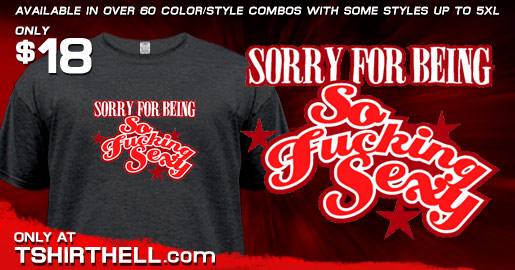 AVAILABLE IN OVER 60 COLOR/STYLE COMBOS WITH SOME STYLES UP TO 5XL
ONLY
$18
SORRY FOR BEING
So
Fucking
Sexy
SORRY FOR BEING
So
Fucking
Sexy
ONLY AT
TSHIRTHELL.com